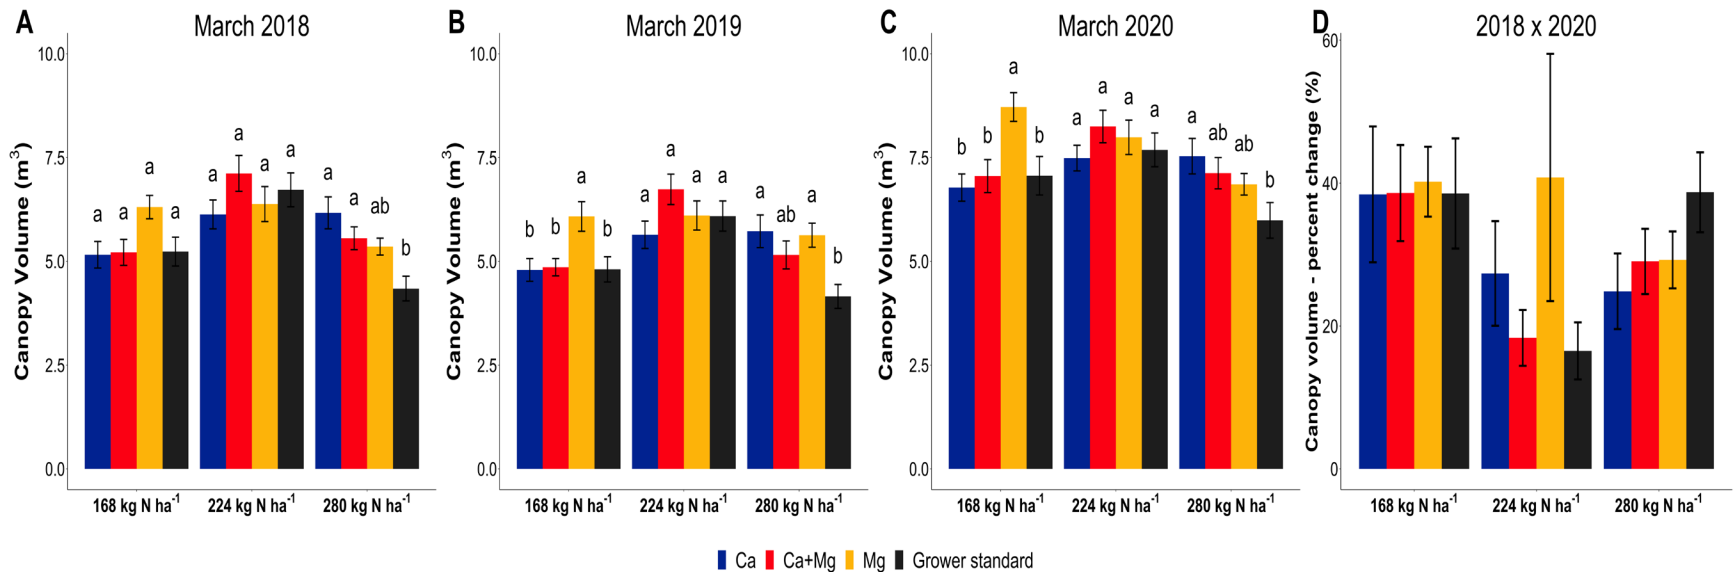 A March 2018
B March 2019
C March 2020
D 2018 x 2020
Canopy Volume (m³)
10.0
7.5
5.0
2.5
0.0
a a a a
a a a a
a a ab b
168 kg N ha⁻¹ 224 kg N ha⁻¹ 280 kg N ha⁻¹
Canopy Volume (m³)
10.0
7.5
5.0
2.5
0.0
b b a b
a a a a
a ab a b
168 kg N ha⁻¹ 224 kg N ha⁻¹ 280 kg N ha⁻¹
Canopy Volume (m³)
10.0
7.5
5.0
2.5
0.0
b b a b
a a a a
a ab ab b
168 kg N ha⁻¹ 224 kg N ha⁻¹ 280 kg N ha⁻¹
Canopy volume - percent change (%)
60
40
20
0
168 kg N ha⁻¹ 224 kg N ha⁻¹ 280 kg N ha⁻¹
Ca Ca+Mg Mg Grower standard